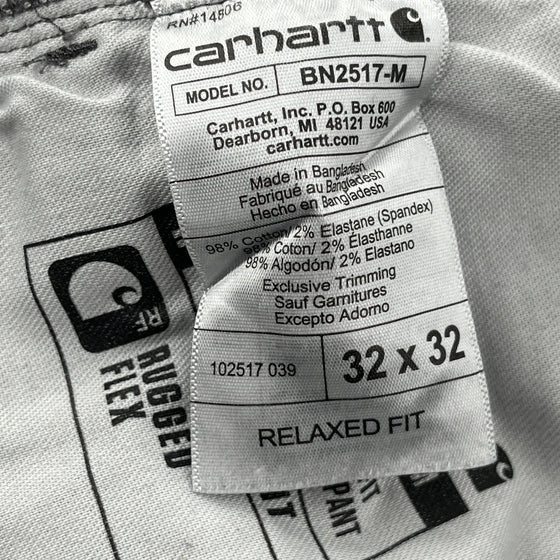 RN#14806
carhartt
MODEL NO. BN2517-M
Carhartt, Inc. P.O. Box 600
Dearborn, MI 48121 USA
carhartt.com
Made in Bangladesh
Fabriqué au Bangladesh
Hecho en Bangladesh
98% Cotton/ 2% Elastane (Spandex)
98% Coton/ 2% Élasthanne
98% Algodón/ 2% Elastano
Exclusive Trimming
Sauf Garnitures
Excepto Adorno
102517 039 32 x 32
RELAXED FIT
RF
RUGGED
FLEX